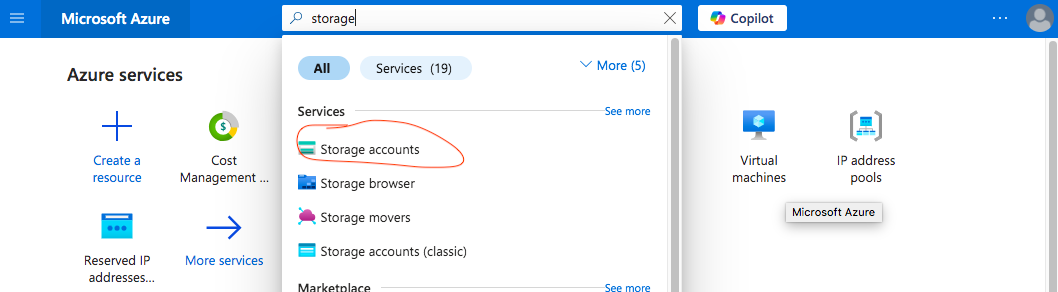 Microsoft Azure
storage
Copilot
Azure services
All
Services (19)
More (5)
Services
See more
Storage accounts
Storage browser
Storage movers
Storage accounts (classic)
Marketplace
See more
Create a
resource
Cost
Management ...
Virtual
machines
IP address
pools
Microsoft Azure
Reserved IP
addresses...
More services